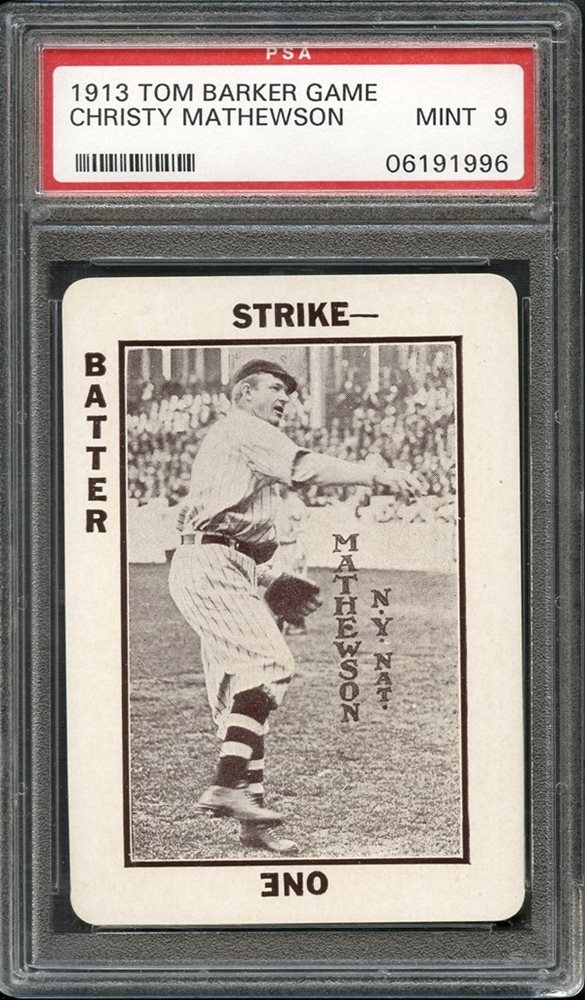 PSA
1913 TOM BARKER GAME
CHRISTY MATHEWSON MINT 9
06191996
STRIKE—
BATTER
MATHEWSON
N.Y. NAT.
ONE